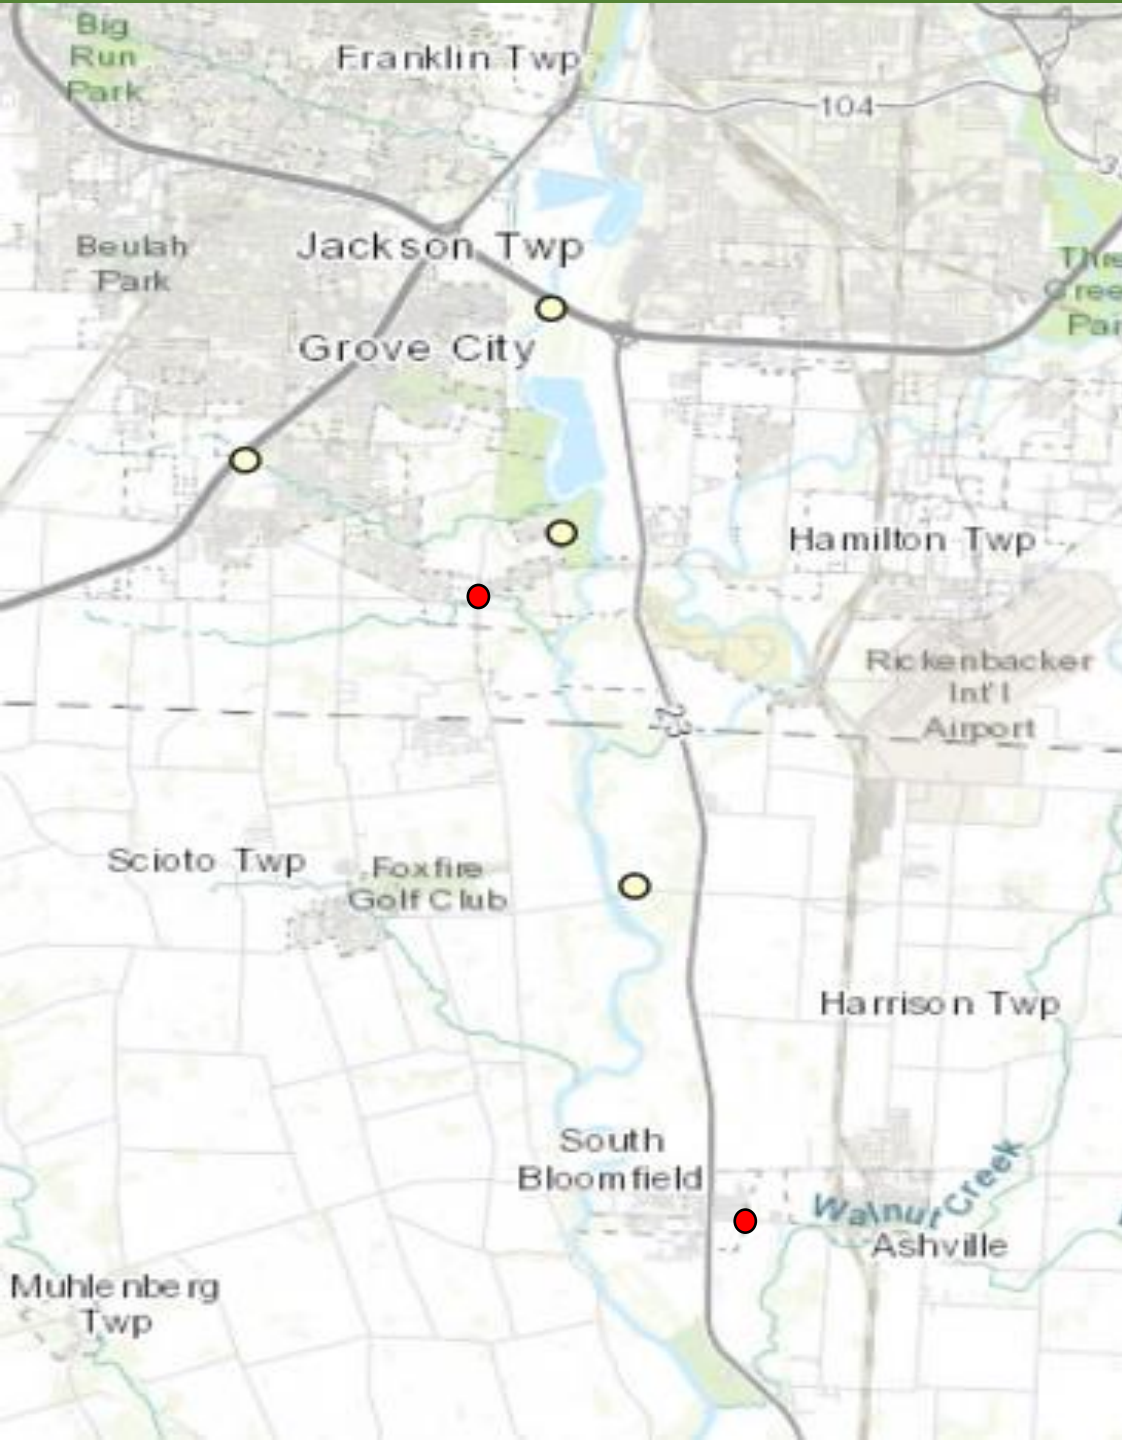 Big
Run
Park
Franklin Twp
104
Beulah
Park
Jackson Twp
Grove City
Hamilton Twp
Rickenbacker
Int'l
Airport
23
Scioto Twp
Foxfire
Golf Club
Harrison Twp
South
Bloomfield
Walnut Creek
Ashville
Muhlenberg
Twp